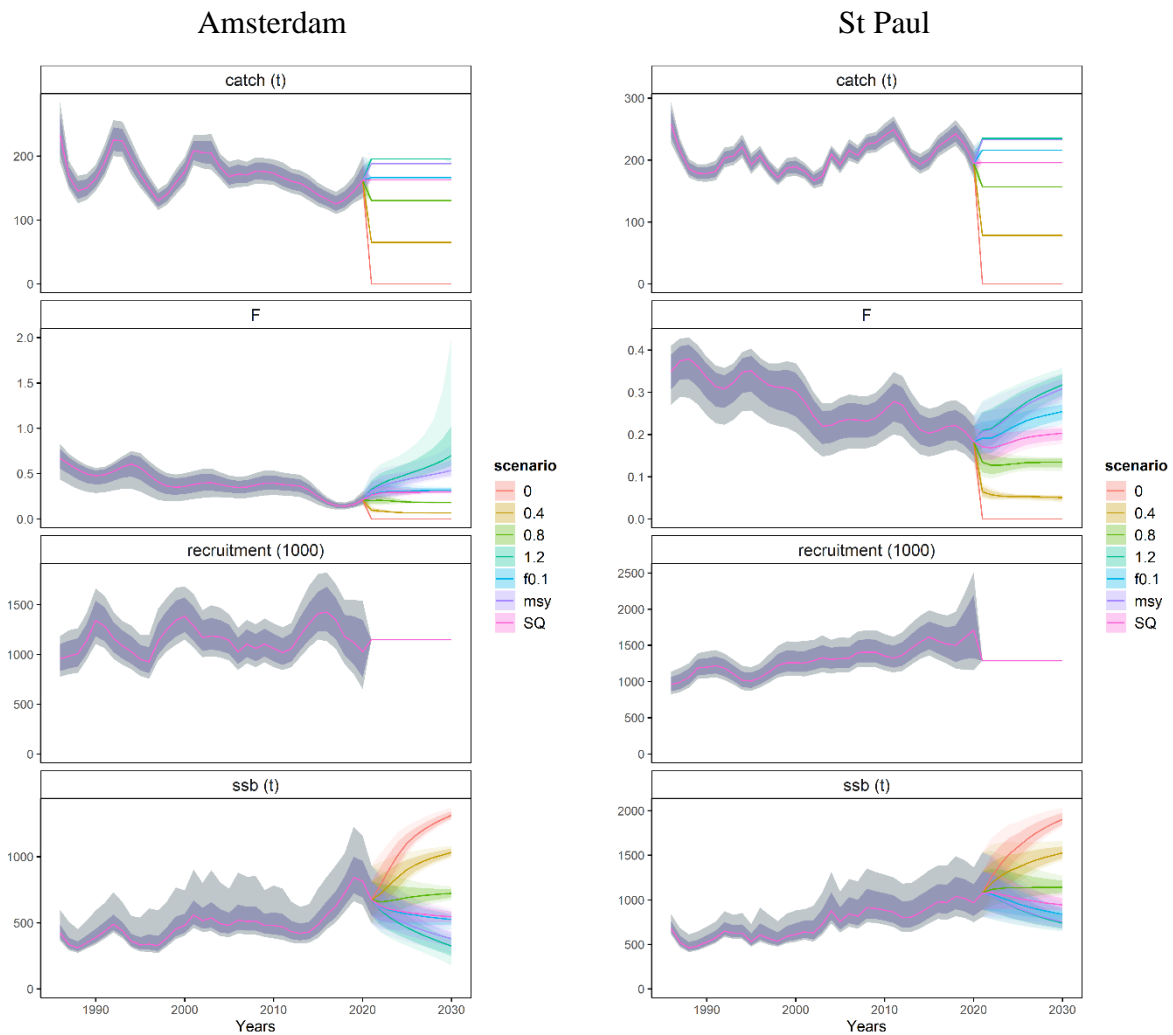 Amsterdam
catch (t)
200
100
0
F
2.0
1.5
1.0
0.5
0.0
recruitment (1000)
1500
1000
500
0
ssb (t)
1000
500
0
1990
2000
2010
2020
2030
Years
scenario
0
0.4
0.8
1.2
f0.1
msy
SQ
St Paul
catch (t)
300
200
100
0
F
0.4
0.3
0.2
0.1
0.0
recruitment (1000)
2500
2000
1500
1000
500
0
ssb (t)
2000
1500
1000
500
0
1990
2000
2010
2020
2030
Years
scenario
0
0.4
0.8
1.2
f0.1
msy
SQ